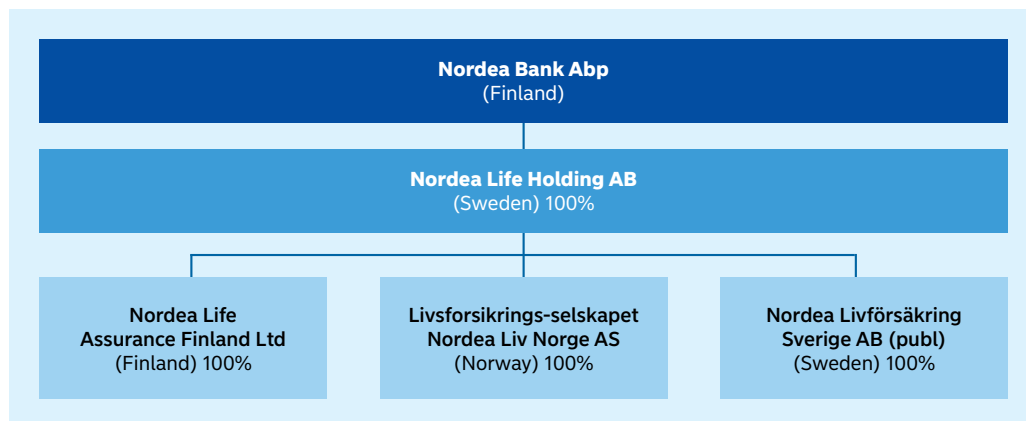 Nordea Bank Abp
(Finland)
Nordea Life Holding AB
(Sweden) 100%
Nordea Life
Assurance Finland Ltd
(Finland) 100%
Livsforsikrings-selskapet
Nordea Liv Norge AS
(Norway) 100%
Nordea Livförsäkring
Sverige AB (publ)
(Sweden) 100%